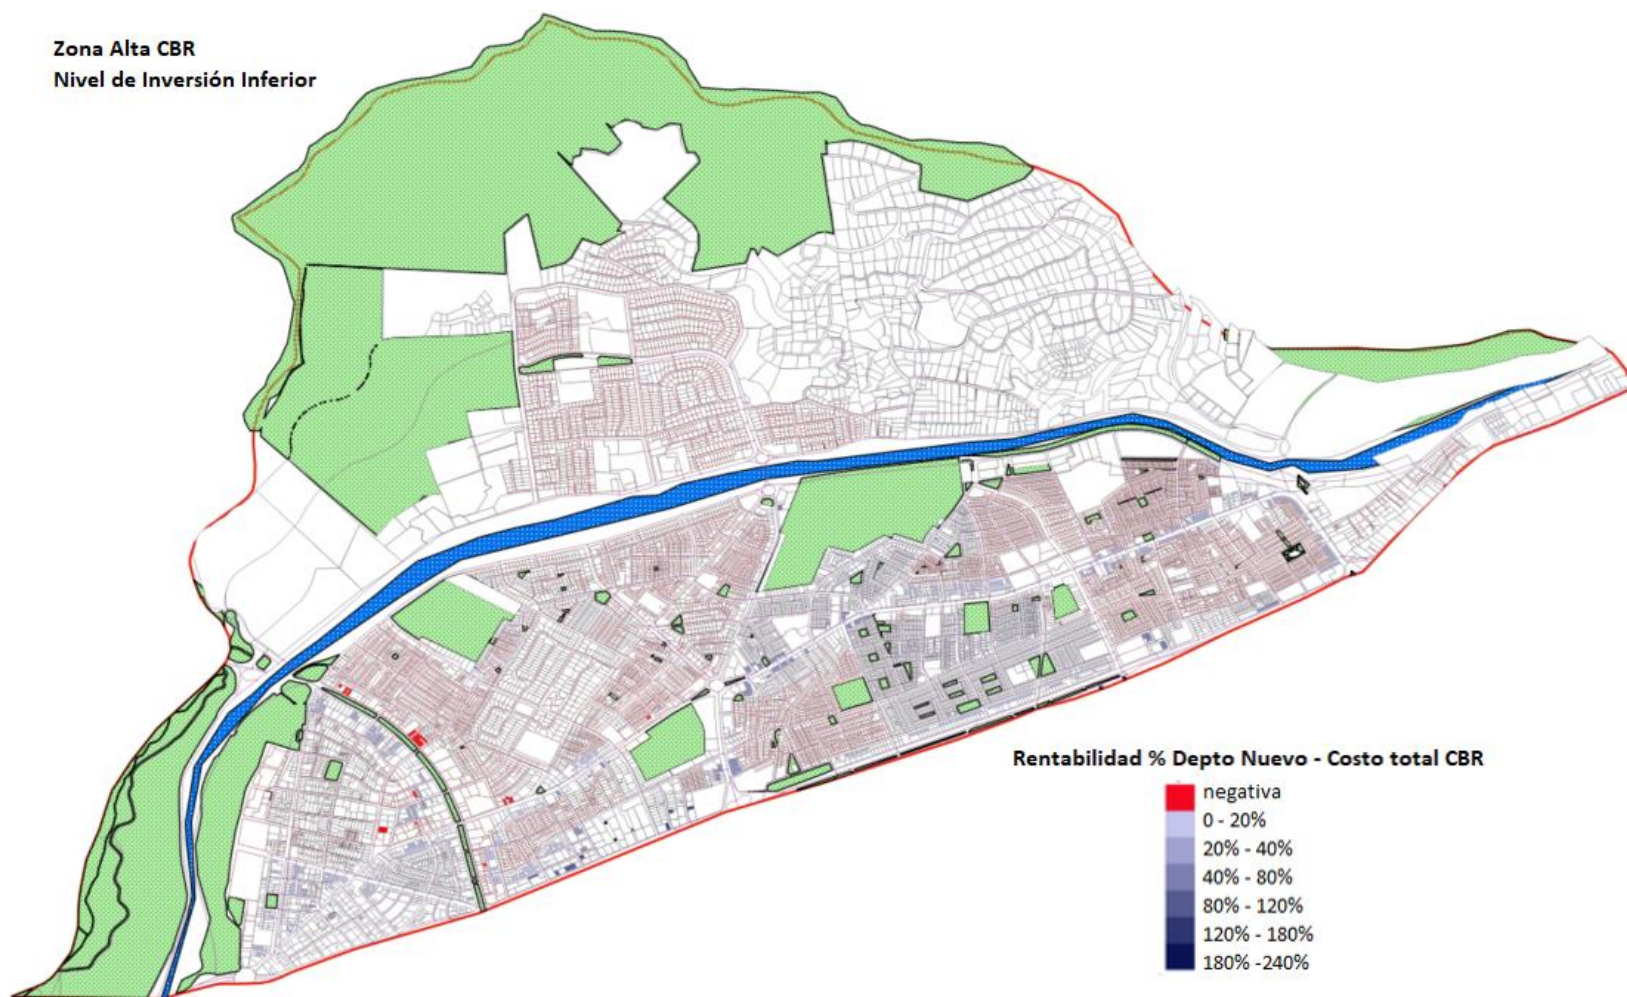 Zona Alta CBR
Nivel de Inversión Inferior
Rentabilidad % Depto Nuevo - Costo total CBR
negativa
0 - 20%
20% - 40%
40% - 80%
80% - 120%
120% - 180%
180% -240%